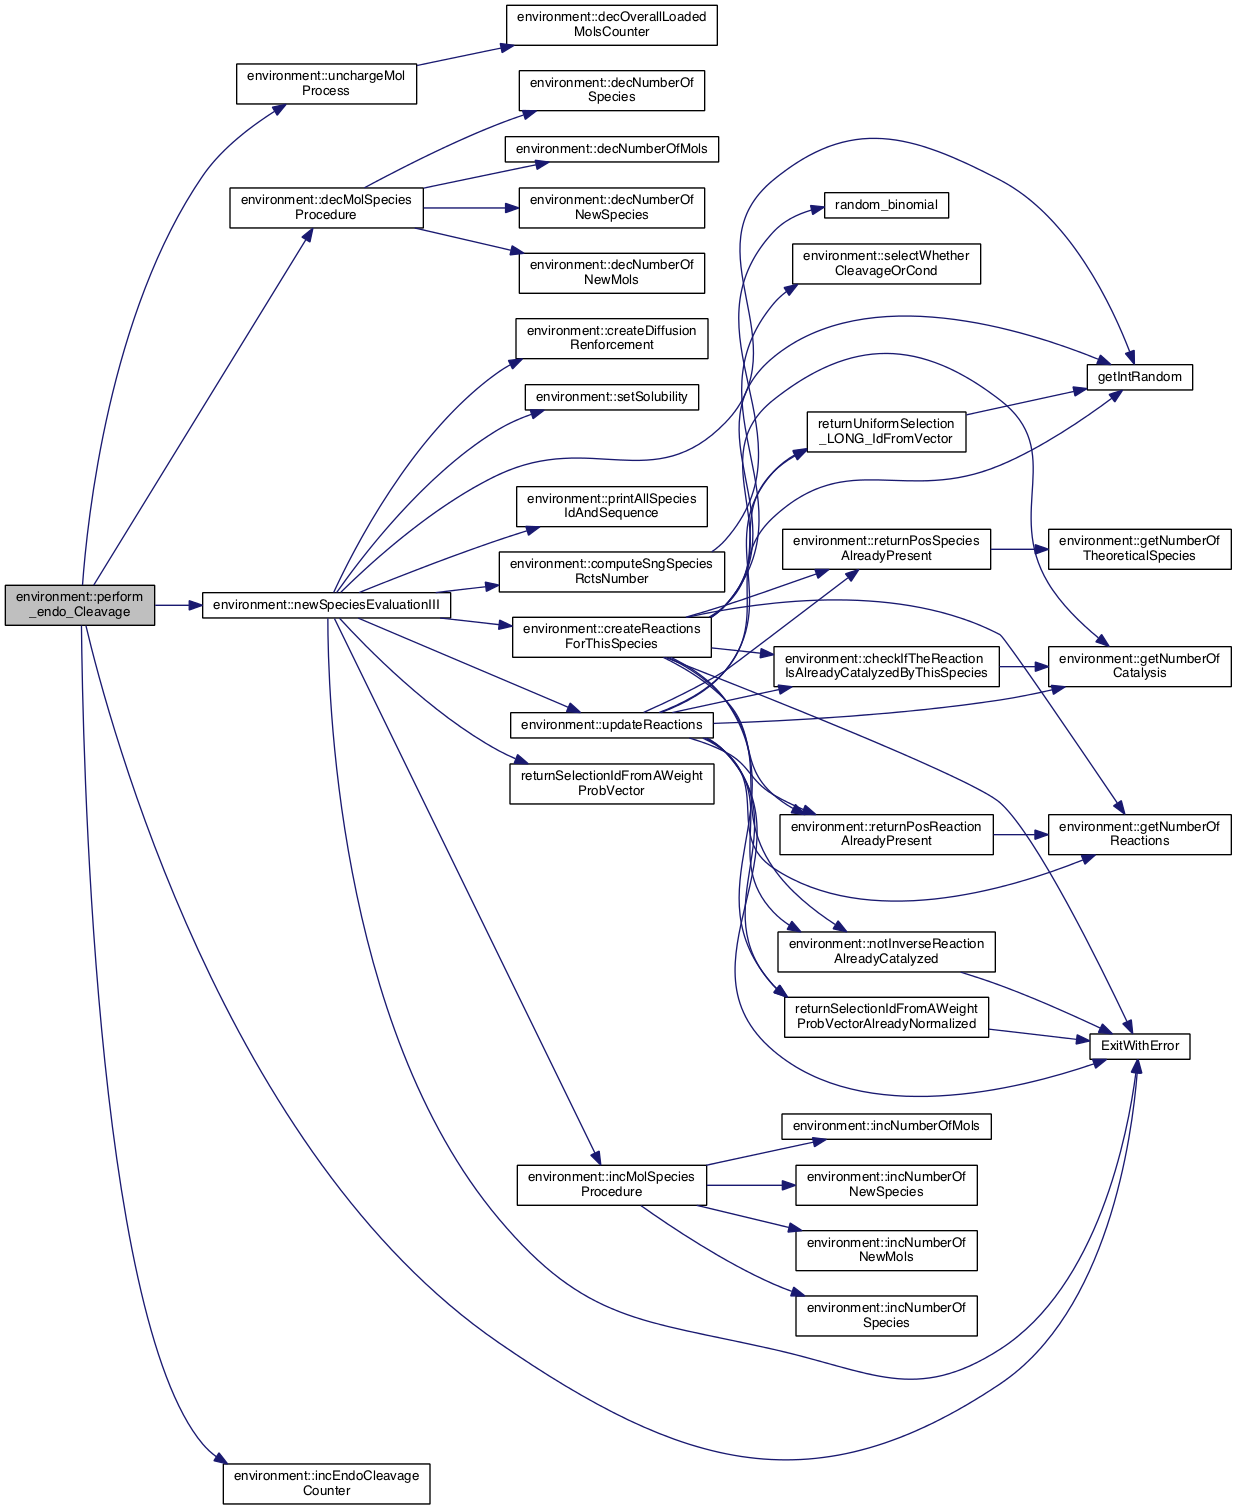 environment::perform
_endo_Cleavage
environment::unchargeMol
Process
environment::decOverallLoaded
MolsCounter
environment::decMolSpecies
Procedure
environment::decNumberOf
Species
environment::decNumberOfMols
environment::decNumberOf
NewSpecies
environment::decNumberOf
NewMols
environment::newSpeciesEvaluationIII
environment::createDiffusion
Renforcement
environment::setSolubility
environment::printAllSpecies
IdAndSequence
environment::computeSngSpecies
RctsNumber
environment::createReactions
ForThisSpecies
environment::updateReactions
returnSelectionIdFromAWeight
ProbVector
environment::incMolSpecies
Procedure
random_binomial
environment::selectWhether
CleavageOrCond
returnUniformSelection
_LONG_IdFromVector
environment::returnPosSpecies
AlreadyPresent
environment::checkIfTheReaction
IsAlreadyCatalyzedByThisSpecies
environment::returnPosReaction
AlreadyPresent
environment::notInverseReaction
AlreadyCatalyzed
returnSelectionIdFromAWeight
ProbVectorAlreadyNormalized
environment::incNumberOfMols
environment::incNumberOf
NewSpecies
environment::incNumberOf
NewMols
environment::incNumberOf
Species
getIntRandom
environment::getNumberOf
TheoreticalSpecies
environment::getNumberOf
Catalysis
environment::getNumberOf
Reactions
ExitWithError
environment::incEndoCleavage
Counter